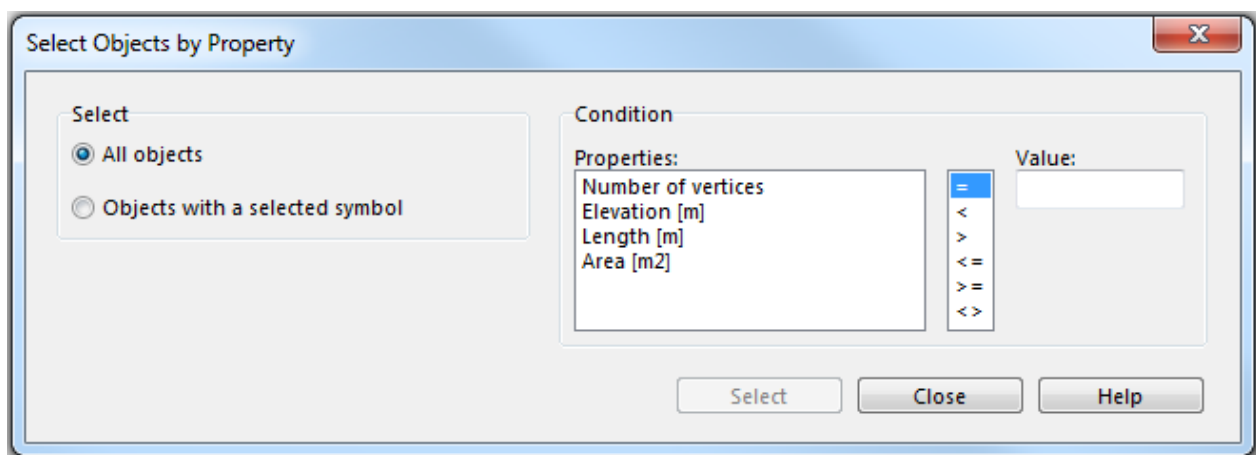 Select Objects by Property
Select
All objects
Objects with a selected symbol
Condition
Properties:
Number of vertices
Elevation [m]
Length [m]
Area [m2]
=
<
>
<=
>=
<>
Value:
Select
Close
Help